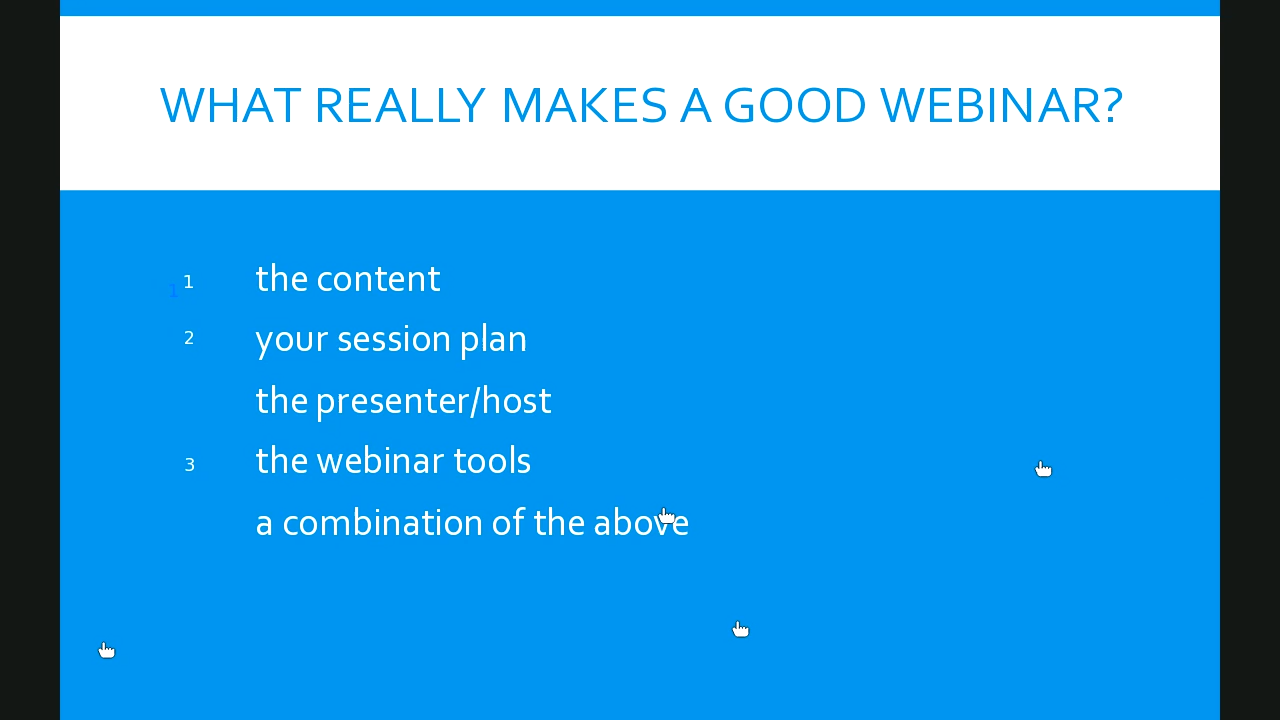 WHAT REALLY MAKES A GOOD WEBINAR?
1 the content
1
2 your session plan
the presenter/host
3 the webinar tools
a combination of the above